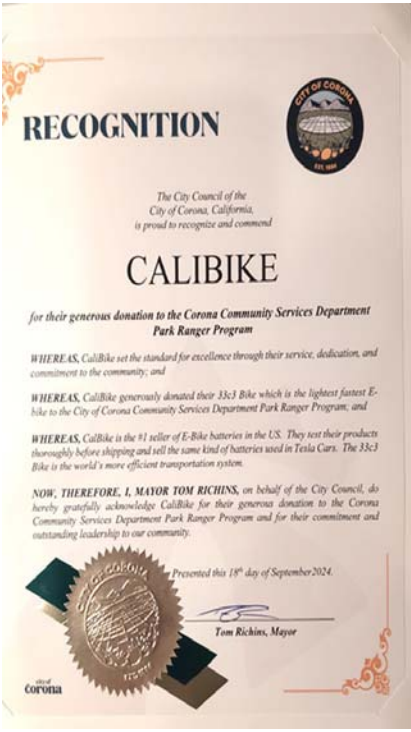 RECOGNITION
CITY OF CORONA
EST. 1896
The City Council of the
City of Corona, California,
is proud to recognize and commend
CALIBIKE
for their generous donation to the Corona Community Services Department
Park Ranger Program
WHEREAS, CaliBike set the standard for excellence through their service, dedication, and
commitment to the community; and
WHEREAS, CaliBike generously donated their 33c3 Bike which is the lightest fastest E-
bike to the City of Corona Community Services Department Park Ranger Program; and
WHEREAS, CaliBike is the #1 seller of E-Bike batteries in the US. They test their products
thoroughly before shipping and sell the same kind of batteries used in Tesla Cars. The 33c3
Bike is the world's more efficient transportation system.
NOW, THEREFORE, I, MAYOR TOM RICHINS, on behalf of the City Council, do
hereby gratefully acknowledge CaliBike for their generous donation to the Corona
Community Services Department Park Ranger Program and for their commitment and
outstanding leadership to our community.
Presented this 18th day of September2024.
CITY OF CORONA
Tom Richins, Mayor
city of
Corona